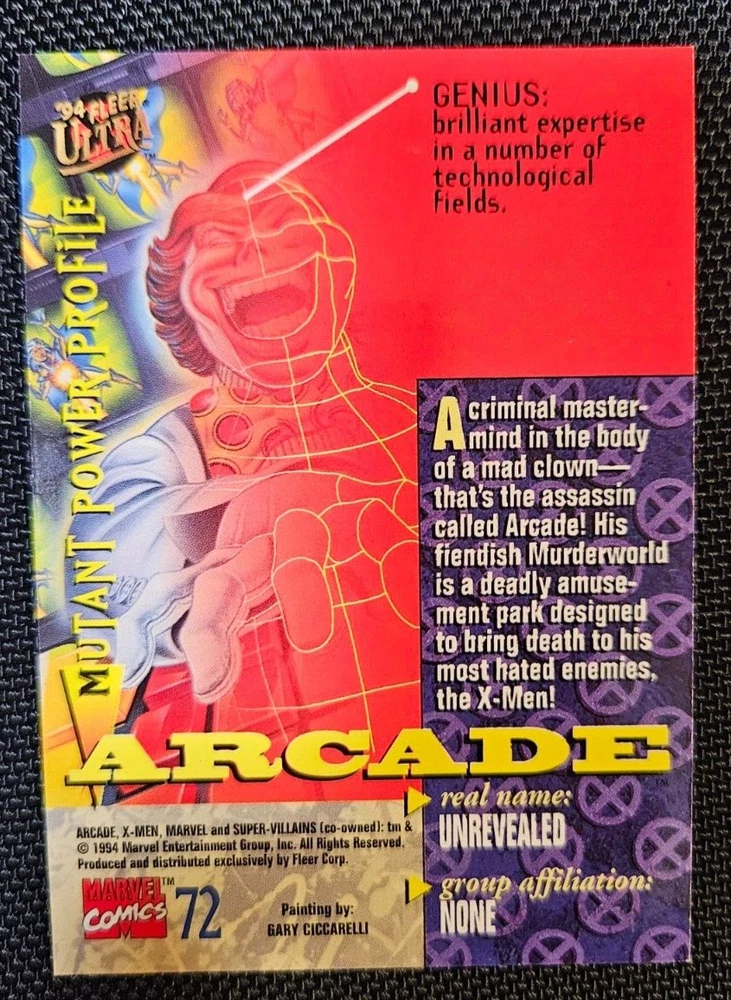 '94 FLEER
ULTRA
MUTANT POWER PROFILE
GENIUS:
brilliant expertise
in a number of
technological
fields.
A criminal master-
mind in the body
of a mad clown—
that's the assassin
called Arcade! His
fiendish Murderworld
is a deadly amuse-
ment park designed
to bring death to his
most hated enemies,
the X-Men!
ARCADE
real name:
UNREVEALED
group affiliation:
NONE
ARCADE, X-MEN, MARVEL and SUPER-VILLAINS (co-owned): tm &
© 1994 Marvel Entertainment Group, Inc. All Rights Reserved.
Produced and distributed exclusively by Fleer Corp.
MARVEL™
COMICS
72
Painting by:
GARY CICCARELLI